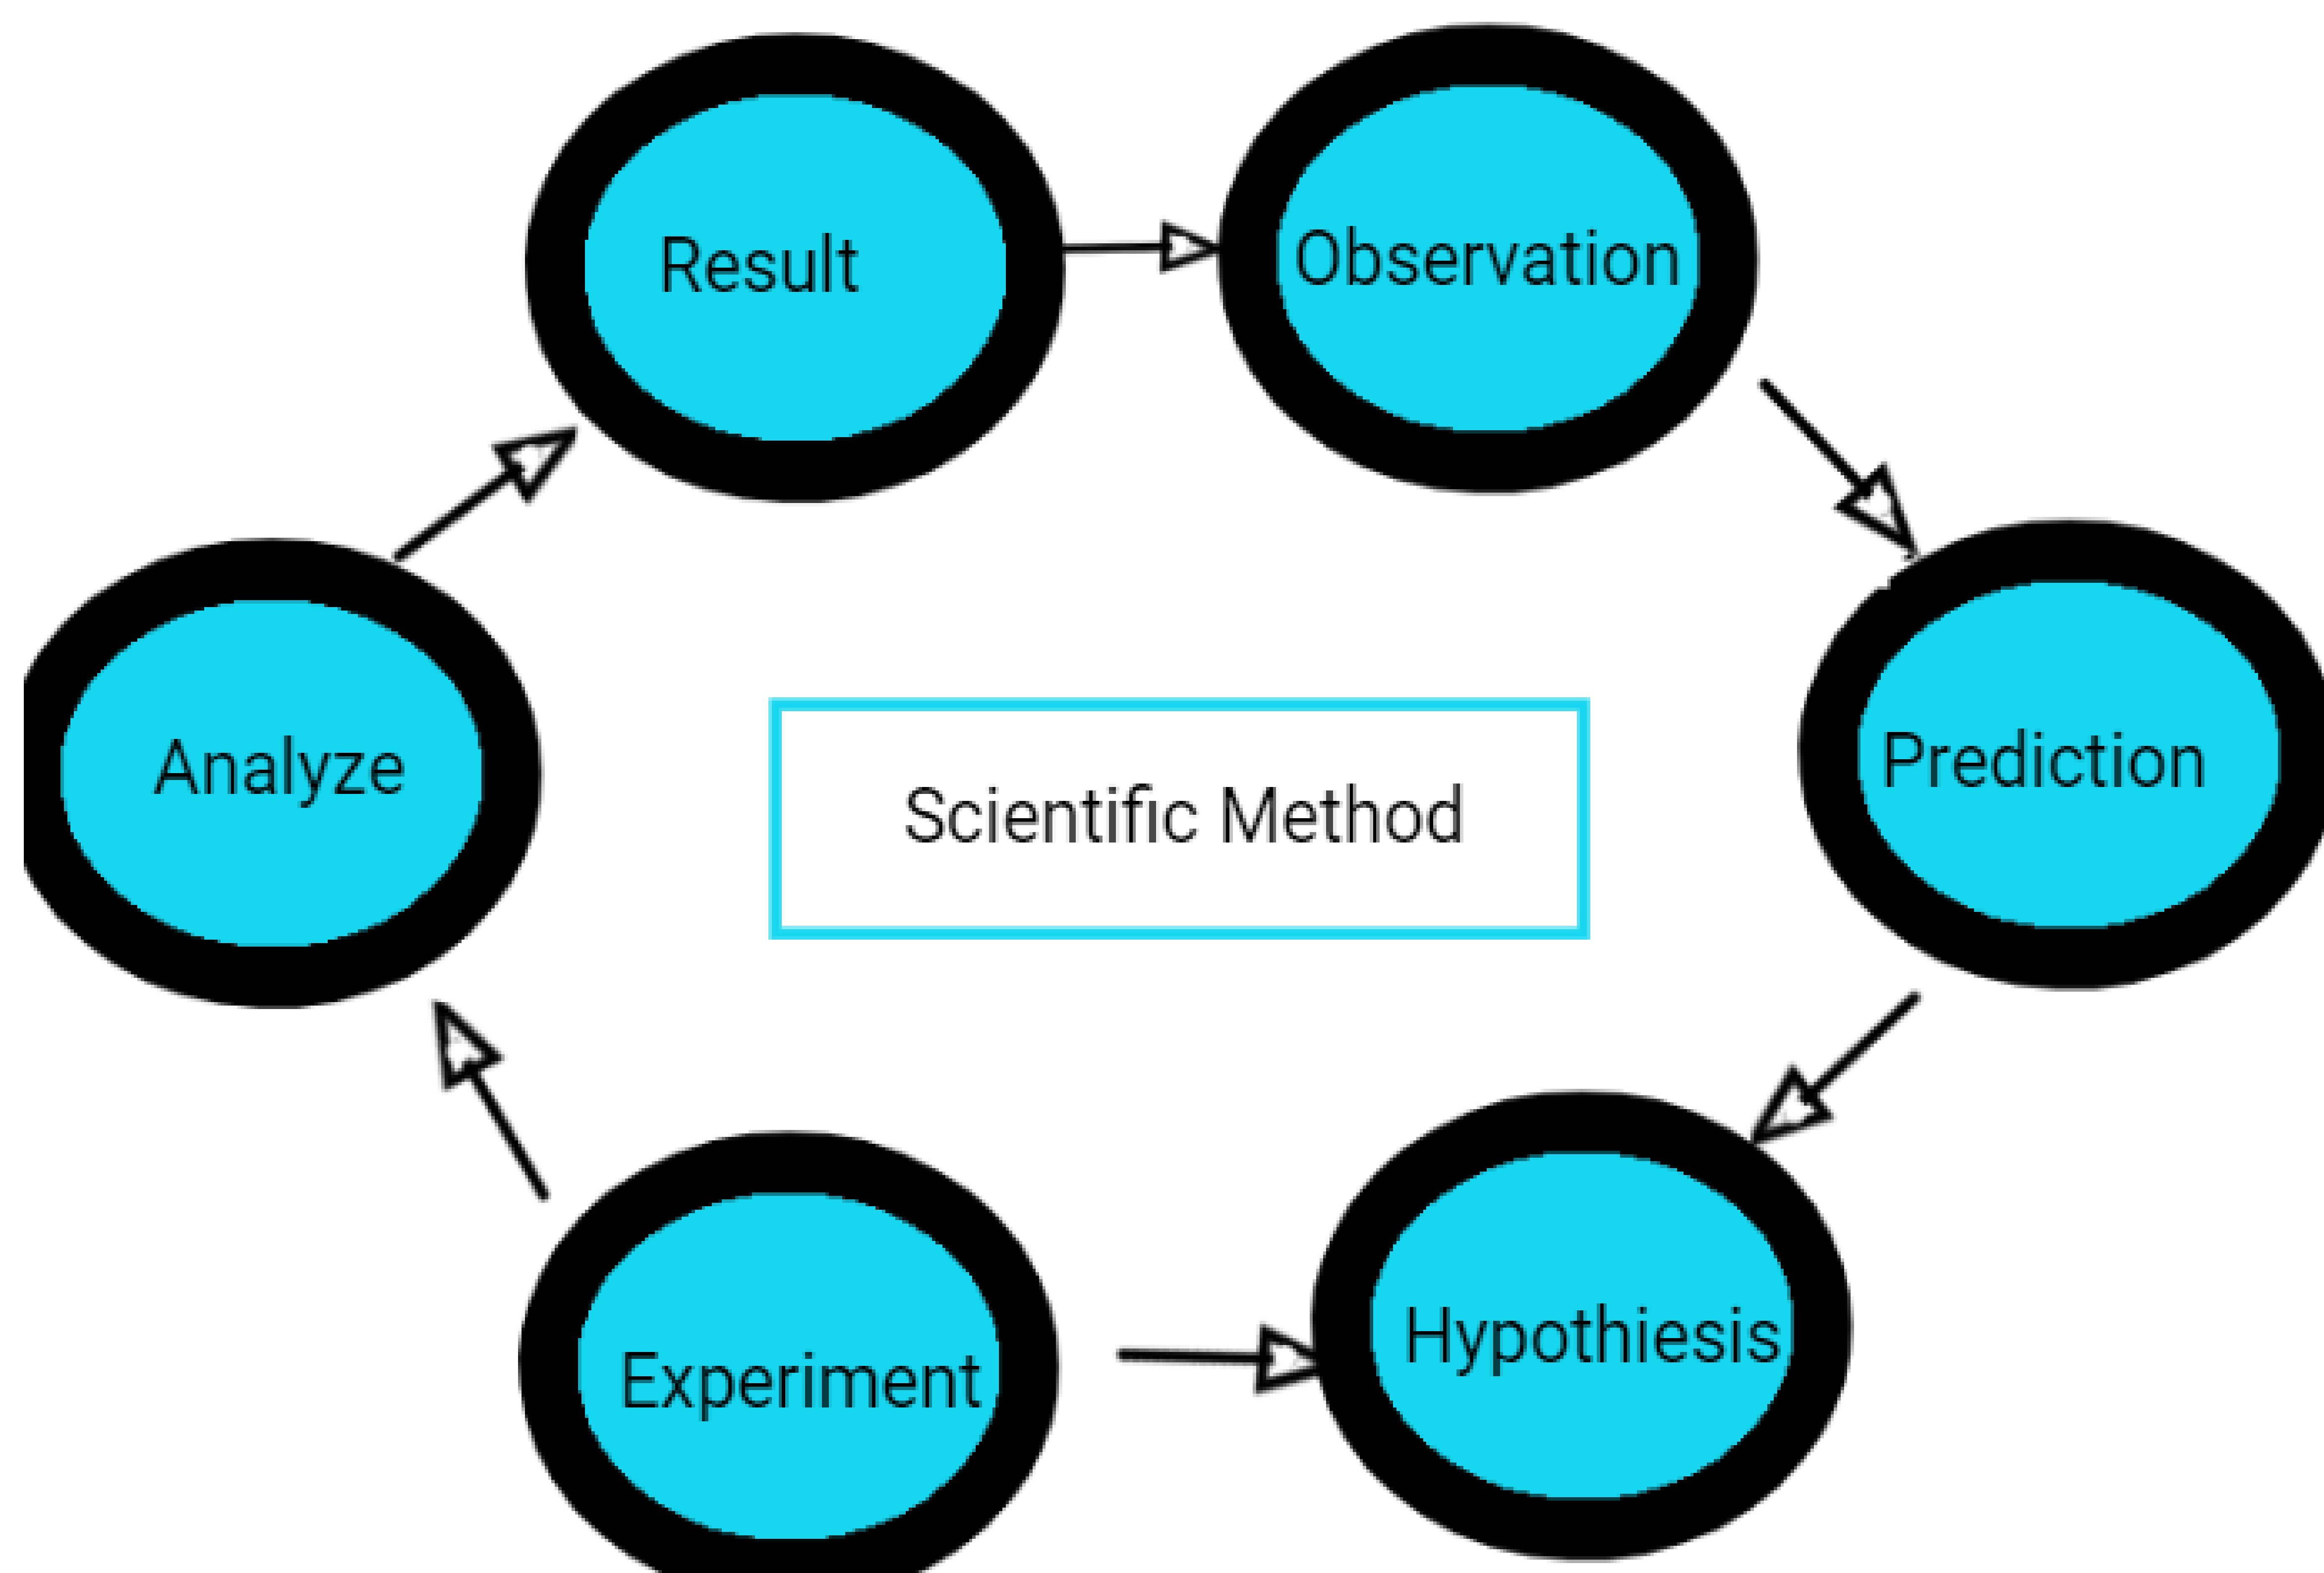 Result
Observation
Analyze
Prediction
Scientific Method
Experiment
Hypothiesis